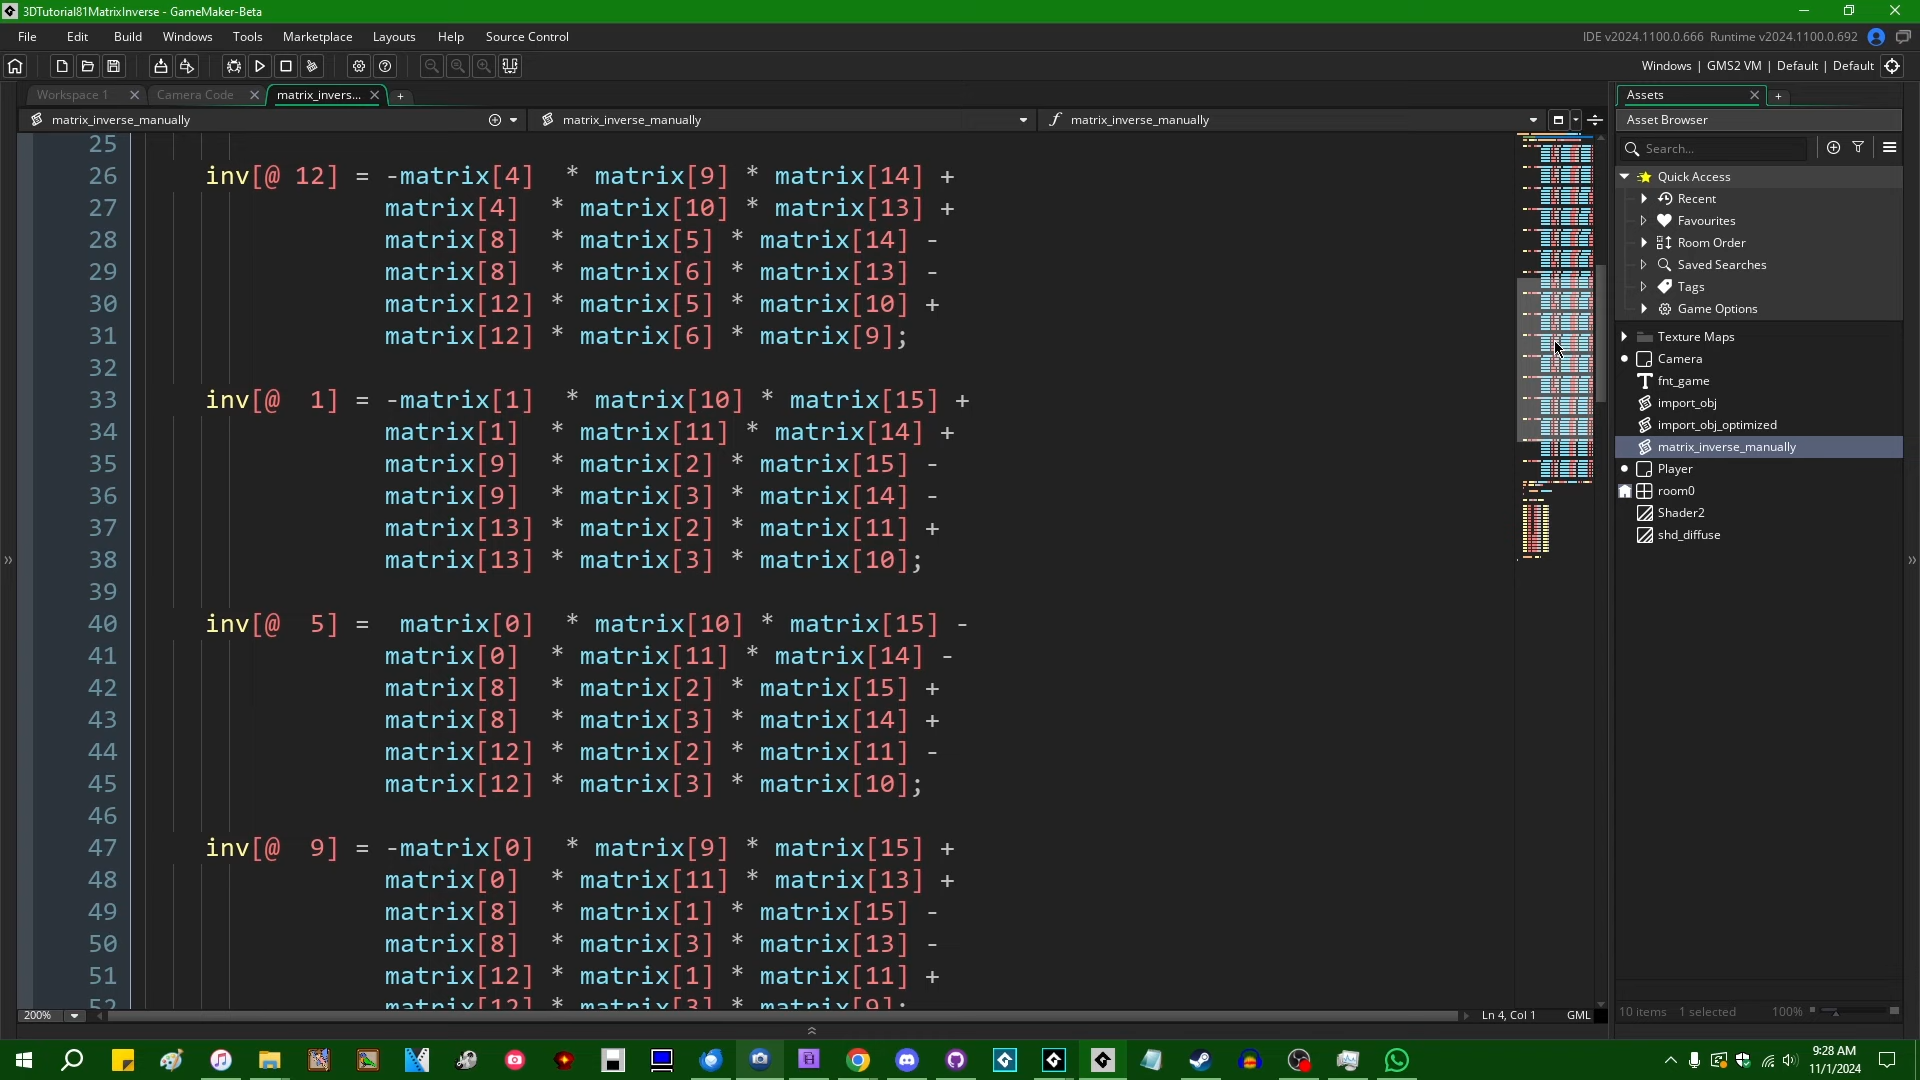 3DTutorial81MatrixInverse - GameMaker-Beta
File Edit Build Windows Tools Marketplace Layouts Help Source Control
IDE v2024.1100.0.666 Runtime v2024.1100.0.692
Windows | GMS2 VM | Default | Default
Workspace 1 Camera Code matrix_invers...
matrix_inverse_manually matrix_inverse_manually matrix_inverse_manually
25
26 inv[@ 12] = -matrix[4] * matrix[9] * matrix[14] +
27 matrix[4] * matrix[10] * matrix[13] +
28 matrix[8] * matrix[5] * matrix[14] -
29 matrix[8] * matrix[6] * matrix[13] -
30 matrix[12] * matrix[5] * matrix[10] +
31 matrix[12] * matrix[6] * matrix[9];
32
33 inv[@ 1] = -matrix[1] * matrix[10] * matrix[15] +
34 matrix[1] * matrix[11] * matrix[14] +
35 matrix[9] * matrix[2] * matrix[15] -
36 matrix[9] * matrix[3] * matrix[14] -
37 matrix[13] * matrix[2] * matrix[11] +
38 matrix[13] * matrix[3] * matrix[10];
39
40 inv[@ 5] = matrix[0] * matrix[10] * matrix[15] -
41 matrix[0] * matrix[11] * matrix[14] -
42 matrix[8] * matrix[2] * matrix[15] +
43 matrix[8] * matrix[3] * matrix[14] +
44 matrix[12] * matrix[2] * matrix[11] -
45 matrix[12] * matrix[3] * matrix[10];
46
47 inv[@ 9] = -matrix[0] * matrix[9] * matrix[15] +
48 matrix[0] * matrix[11] * matrix[13] +
49 matrix[8] * matrix[1] * matrix[15] -
50 matrix[8] * matrix[3] * matrix[13] -
51 matrix[12] * matrix[1] * matrix[11] +
52 matrix[12] * matrix[3] * matrix[9];
200% Ln 4, Col 1 GML
Assets
Asset Browser
Search...
Quick Access
Recent
Favourites
Room Order
Saved Searches
Tags
Game Options
Texture Maps
Camera
fnt_game
import_obj
import_obj_optimized
matrix_inverse_manually
Player
room0
Shader2
shd_diffuse
10 items 1 selected 100%
9:28 AM
11/1/2024